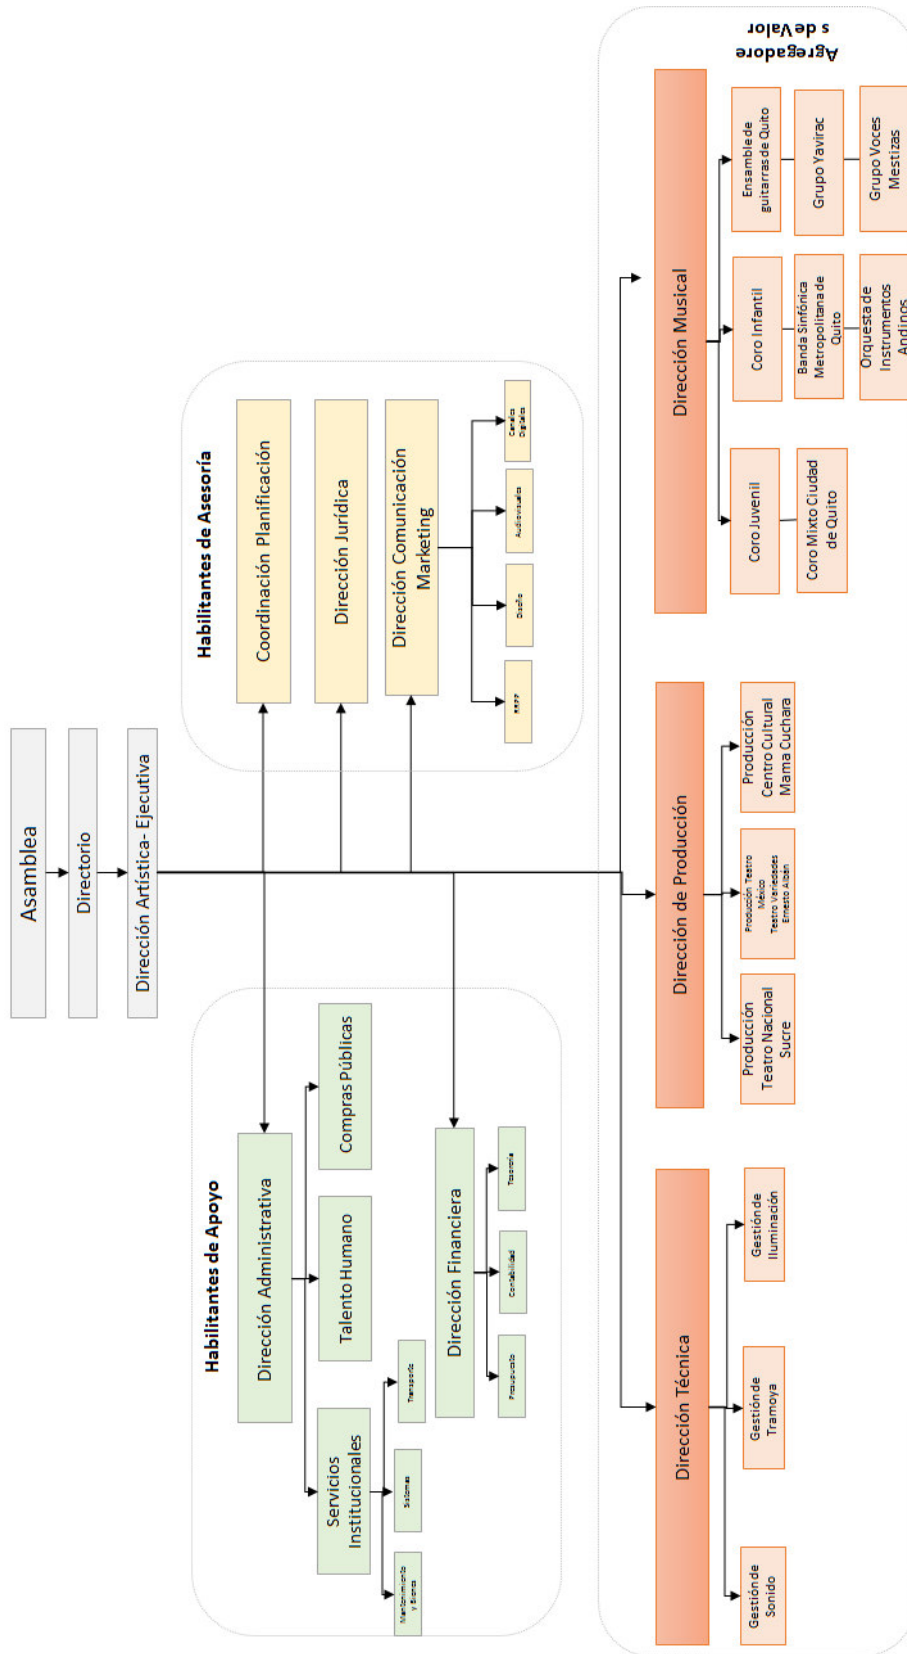 Asamblea
Directorio
Dirección Artística- Ejecutiva
Habilitantes de Apoyo
Dirección Administrativa
Servicios
Institucionales
Talento Humano
Compras Públicas
Mantenimiento
y Bienes
Sistemas
Transporte
Dirección Financiera
Presupuesto
Contabilidad
Tesorería
Habilitantes de Asesoría
Coordinación Planificación
Dirección Jurídica
Dirección Comunicación
Marketing
RRPP
Diseño
Audiovisuales
Canales
Digitales
Dirección Técnica
Gestión de
Sonido
Gestión de
Tramoya
Gestión de
Iluminación
Dirección de Producción
Producción
Teatro Nacional
Sucre
Producción Teatro
México
Teatro Variedades
Ernesto Albán
Producción
Centro Cultural
Mama Cuchara
Dirección Musical
Coro Juvenil
Coro Mixto Ciudad
de Quito
Coro Infantil
Banda Sinfónica
Metropolitana de
Quito
Orquesta de
Instrumentos
Andinos
Ensamble de
guitarras de Quito
Grupo Yavirac
Grupo Voces
Mestizas
Agregadore
s de Valor